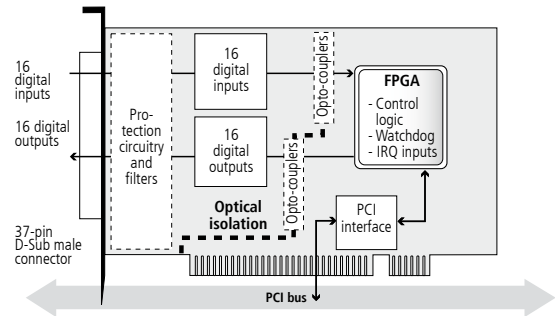 16
digital
inputs
16 digital
outputs
37-pin
D-Sub male
connector
Pro-
tection
circuitry
and
filters
16
digital
inputs
16
digital
outputs
Optical
isolation
Opto-couplers
Opto-couplers
FPGA
- Control
logic
- Watchdog
- IRQ inputs
PCI
interface
PCI bus